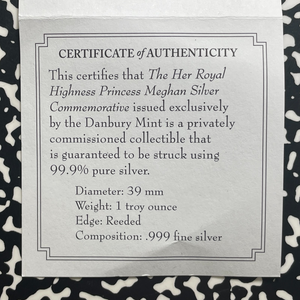 CERTIFICATE of AUTHENTICITY
This certifies that The Her Royal
Highness Princess Meghan Silver
Commemorative issued exclusively
by the Danbury Mint is a privately
commissioned collectible that
is guaranteed to be struck using
99.9% pure silver.
Diameter: 39 mm
Weight: 1 troy ounce
Edge: Reeded
Composition: .999 fine silver